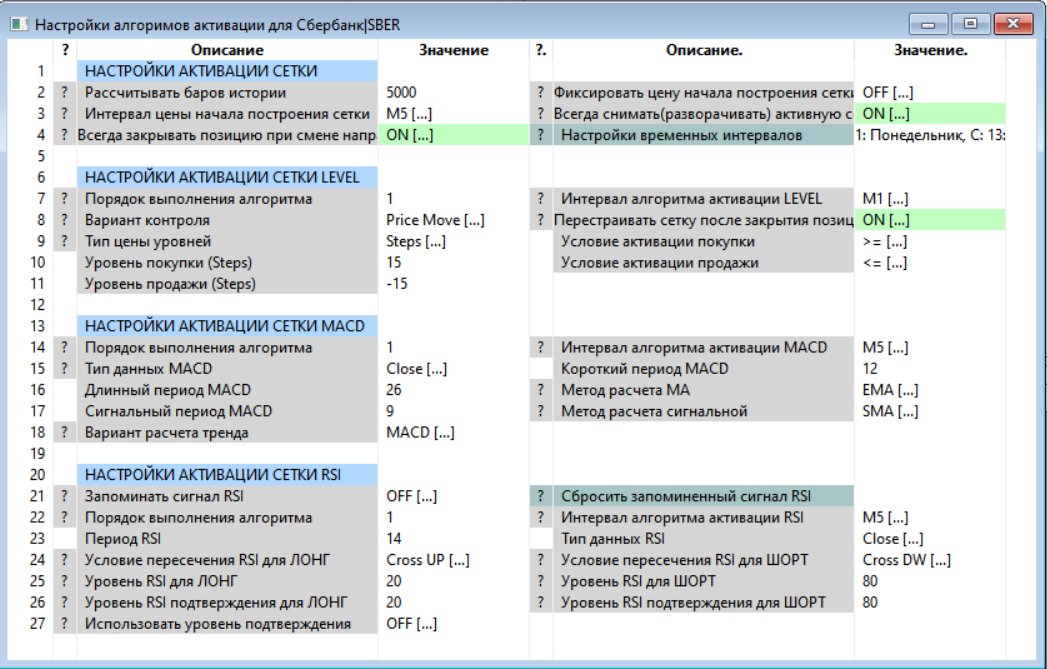 Настройки алгоримов активации для Сбербанк|SBER
? Описание Значение ?. Описание. Значение.
1 НАСТРОЙКИ АКТИВАЦИИ СЕТКИ
2 ? Рассчитывать баров истории 5000 ? Фиксировать цену начала построения сетки OFF [...]
3 ? Интервал цены начала построения сетки M5 [...] ? Всегда снимать(разворачивать) активную с ON [...]
4 ? Всегда закрывать позицию при смене напр ON [...] ? Настройки временных интервалов 1: Понедельник, С: 13:
5
6 НАСТРОЙКИ АКТИВАЦИИ СЕТКИ LEVEL
7 ? Порядок выполнения алгоритма 1 ? Интервал алгоритма активации LEVEL M1 [...]
8 ? Вариант контроля Price Move [...] ? Перестраивать сетку после закрытия позиц ON [...]
9 ? Тип цены уровней Steps [...] Условие активации покупки >= [...]
10 Уровень покупки (Steps) 15 Условие активации продажи <= [...]
11 Уровень продажи (Steps) -15
12
13 НАСТРОЙКИ АКТИВАЦИИ СЕТКИ MACD
14 ? Порядок выполнения алгоритма 1 ? Интервал алгоритма активации MACD M5 [...]
15 ? Тип данных MACD Close [...] Короткий период MACD 12
16 Длинный период MACD 26 ? Метод расчета MA EMA [...]
17 Сигнальный период MACD 9 ? Метод расчета сигнальной SMA [...]
18 ? Вариант расчета тренда MACD [...]
19
20 НАСТРОЙКИ АКТИВАЦИИ СЕТКИ RSI
21 ? Запоминать сигнал RSI OFF [...] ? Сбросить запоминенный сигнал RSI
22 ? Порядок выполнения алгоритма 1 ? Интервал алгоритма активации RSI M5 [...]
23 Период RSI 14 Тип данных RSI Close [...]
24 ? Условие пересечения RSI для ЛОНГ Cross UP [...] ? Условие пересечения RSI для ШОРТ Cross DW [...]
25 ? Уровень RSI для ЛОНГ 20 ? Уровень RSI для ШОРТ 80
26 ? Уровень RSI подтверждения для ЛОНГ 20 ? Уровень RSI подтверждения для ШОРТ 80
27 ? Использовать уровень подтверждения OFF [...]